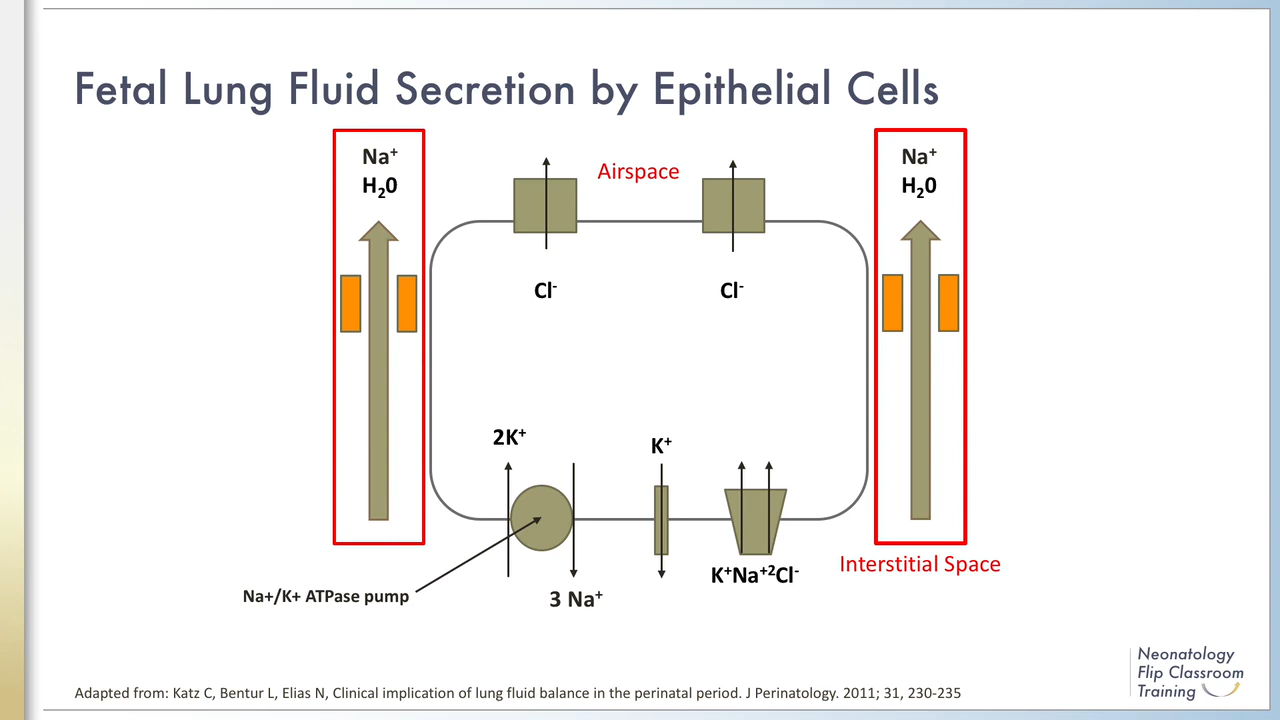 Fetal Lung Fluid Secretion by Epithelial Cells
Na⁺
H₂0
Airspace
Na⁺
H₂0
Cl⁻
Cl⁻
2K⁺
K⁺
K⁺Na⁺²Cl⁻
Interstitial Space
Na+/K+ ATPase pump
3 Na⁺
Neonatology
Flip Classroom
Training
Adapted from: Katz C, Bentur L, Elias N, Clinical implication of lung fluid balance in the perinatal period. J Perinatology. 2011; 31, 230-235